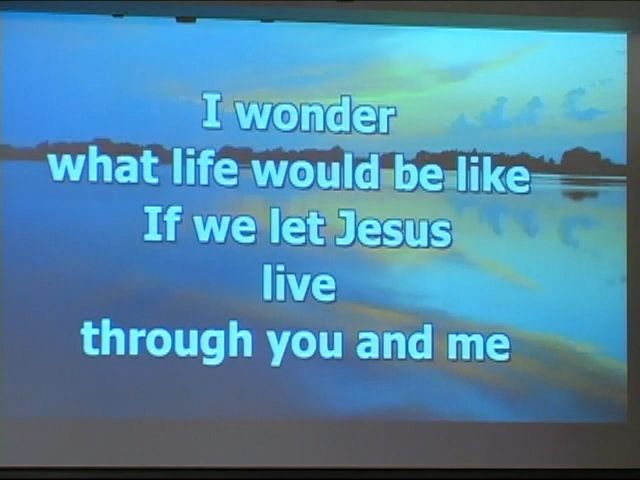 I wonder
what life would be like
If we let Jesus
live
through you and me